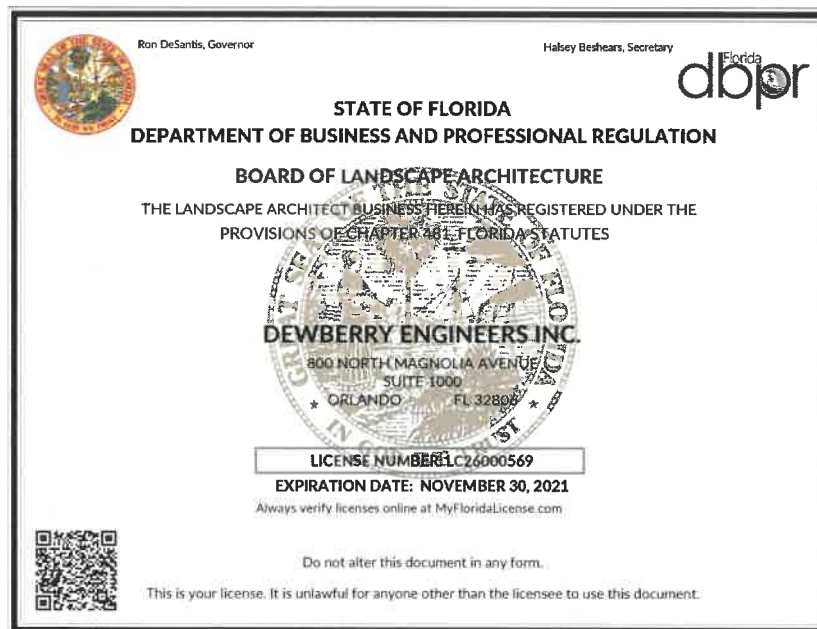 Ron DeSantis, Governor
Halsey Beshears, Secretary
Florida
dbpr
STATE OF FLORIDA
DEPARTMENT OF BUSINESS AND PROFESSIONAL REGULATION
BOARD OF LANDSCAPE ARCHITECTURE
THE LANDSCAPE ARCHITECT BUSINESS HEREIN HAS REGISTERED UNDER THE
PROVISIONS OF CHAPTER 481, FLORIDA STATUTES
DEWBERRY ENGINEERS INC.
800 NORTH MAGNOLIA AVENUE
SUITE 1000
ORLANDO FL 32803
LICENSE NUMBER: LC26000569
EXPIRATION DATE: NOVEMBER 30, 2021
Always verify licenses online at MyFloridaLicense.com
Do not alter this document in any form.
This is your license. It is unlawful for anyone other than the licensee to use this document.